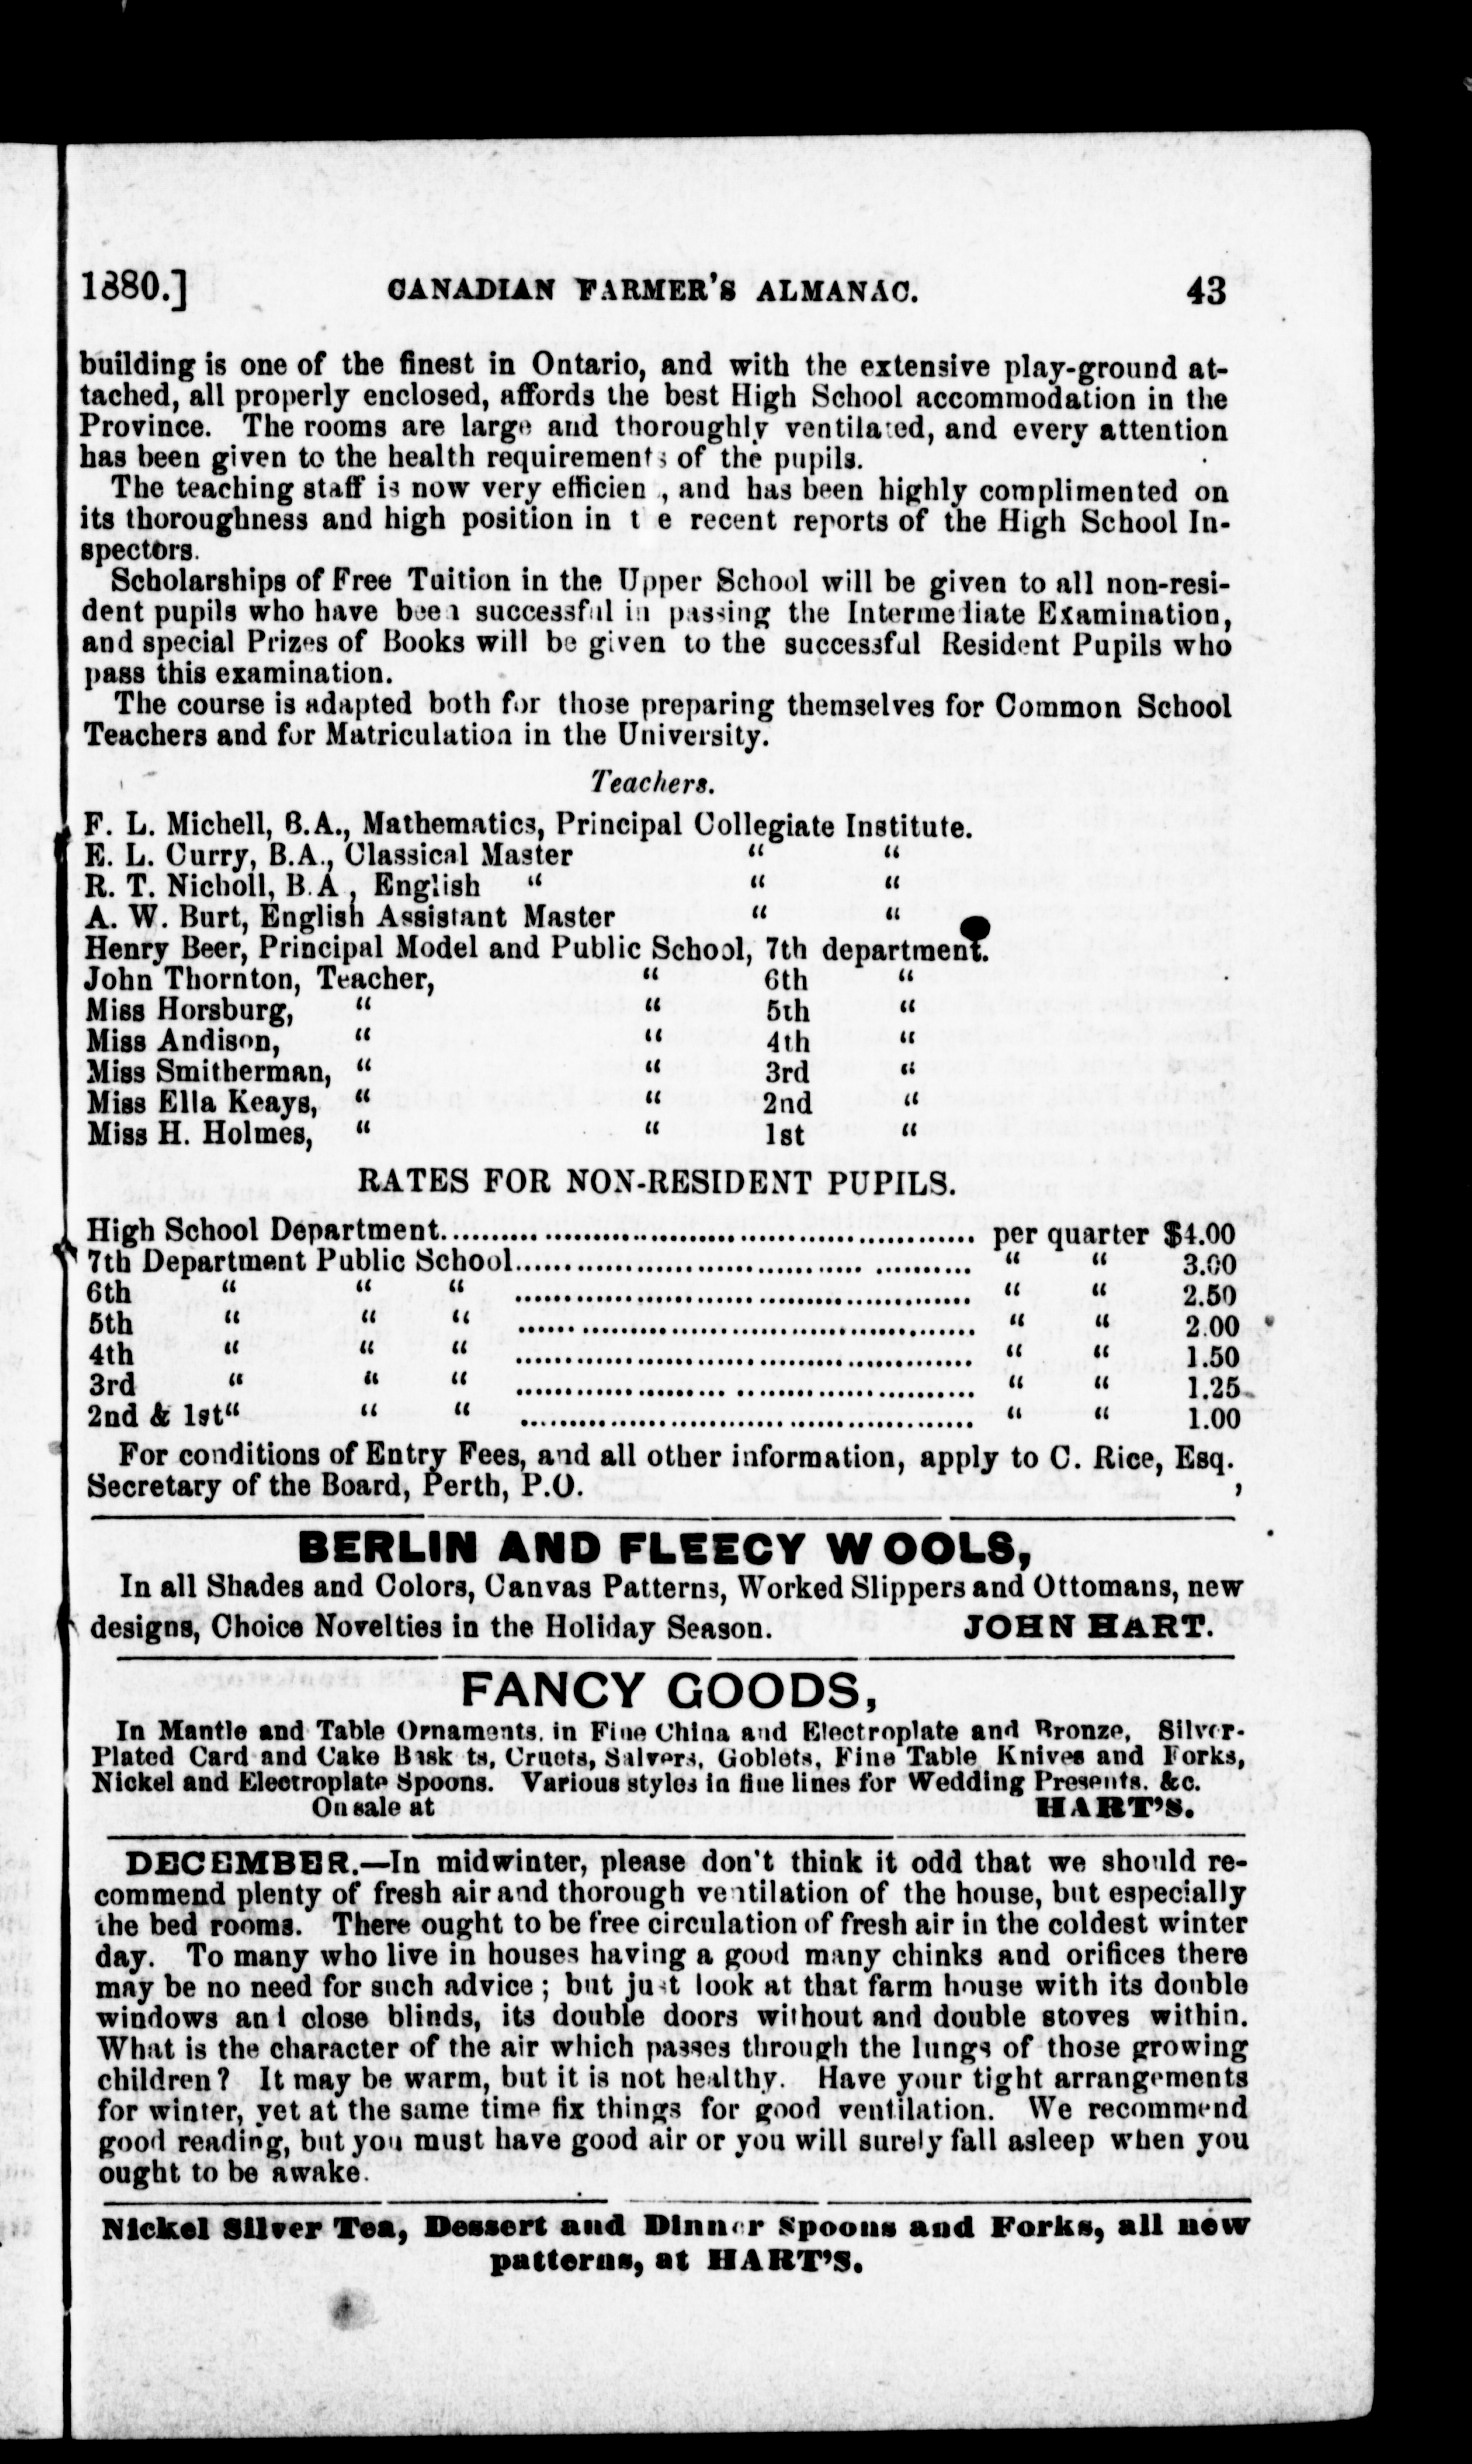 1880.] CANADIAN FARMER'S ALMANAC. 43
building is one of the finest in Ontario, and with the extensive play-ground at-
tached, all properly enclosed, affords the best High School accommodation in the
Province. The rooms are large and thoroughly ventilated, and every attention
has been given to the health requirements of the pupils.
The teaching staff is now very efficien , and has been highly complimented on
its thoroughness and high position in t e recent reports of the High School In-
spectors.
Scholarships of Free Tuition in the Upper School will be given to all non-resi-
dent pupils who have been successful in passing the Intermediate Examination,
and special Prizes of Books will be given to the successful Resident Pupils who
pass this examination.
The course is adapted both for those preparing themselves for Common School
Teachers and for Matriculation in the University.
Teachers.
F. L. Michell, B.A., Mathematics, Principal Collegiate Institute.
E. L. Curry, B.A., Classical Master " "
R. T. Nicholl, B.A , English " " "
A. W. Burt, English Assistant Master " "
Henry Beer, Principal Model and Public School, 7th department.
John Thornton, Teacher, " 6th "
Miss Horsburg, " " 5th "
Miss Andison, " " 4th "
Miss Smitherman, " " 3rd "
Miss Ella Keays, " " 2nd "
Miss H. Holmes, " " 1st "
RATES FOR NON-RESIDENT PUPILS.
High School Department.......... per quarter $4.00
7th Department Public School.......... " " 3.00
6th " " " .......... " " 2.50
5th " " " .......... " " 2.00
4th " " " .......... " " 1.50
3rd " " " .......... " " 1.25
2nd & 1st" " " .......... " " 1.00
For conditions of Entry Fees, and all other information, apply to C. Rice, Esq.
Secretary of the Board, Perth, P.O. ,
BERLIN AND FLEECY WOOLS,
In all Shades and Colors, Canvas Patterns, Worked Slippers and Ottomans, new
designs, Choice Novelties in the Holiday Season. JOHN HART.
FANCY GOODS,
In Mantle and Table Ornaments, in Fine China and Electroplate and Bronze, Silver-
Plated Card and Cake Bask ts, Cruets, Salvers, Goblets, Fine Table Knives and Forks,
Nickel and Electroplate Spoons. Various styles in fine lines for Wedding Presents, &c.
On sale at HART'S.
DECEMBER.—In midwinter, please don't think it odd that we should re-
commend plenty of fresh air and thorough ventilation of the house, but especially
the bed rooms. There ought to be free circulation of fresh air in the coldest winter
day. To many who live in houses having a good many chinks and orifices there
may be no need for such advice ; but just look at that farm house with its double
windows and close blinds, its double doors without and double stoves within.
What is the character of the air which passes through the lungs of those growing
children? It may be warm, but it is not healthy. Have your tight arrangements
for winter, yet at the same time fix things for good ventilation. We recommend
good reading, but you must have good air or you will surely fall asleep when you
ought to be awake.
Nickel Silver Tea, Dessert and Dinner Spoons and Forks, all new
patterns, at HART'S.